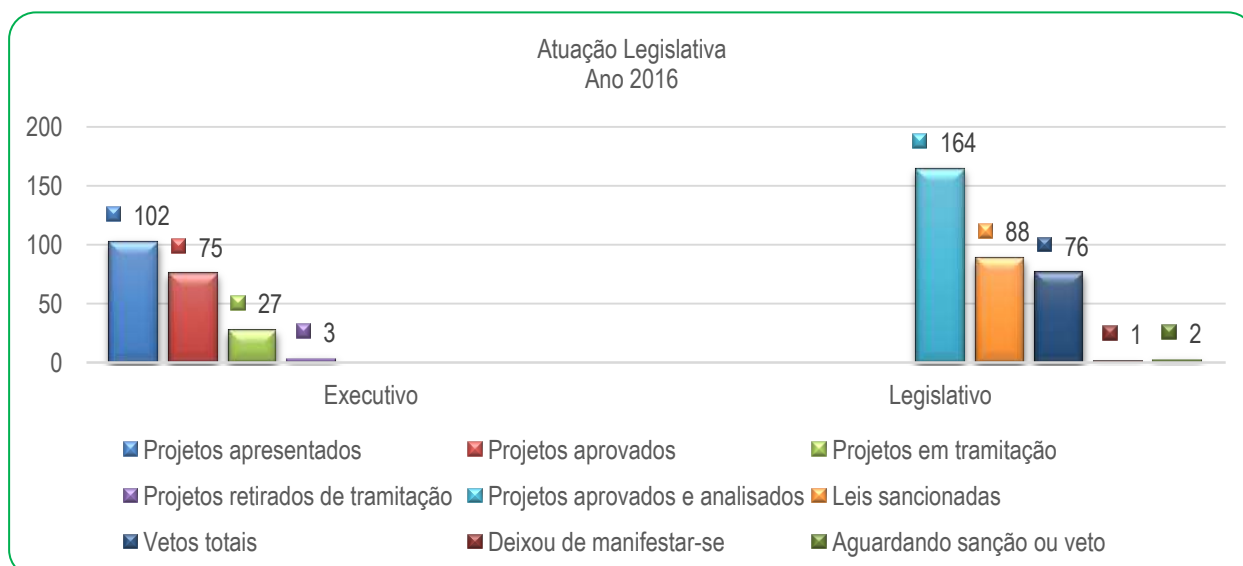 Atuação Legislativa
Ano 2016
200
150
100
50
0
102
75
27
3
164
88
76
1
2
Executivo
Legislativo
Projetos apresentados
Projetos aprovados
Projetos em tramitação
Projetos retirados de tramitação
Projetos aprovados e analisados
Leis sancionadas
Vetos totais
Deixou de manifestar-se
Aguardando sanção ou veto